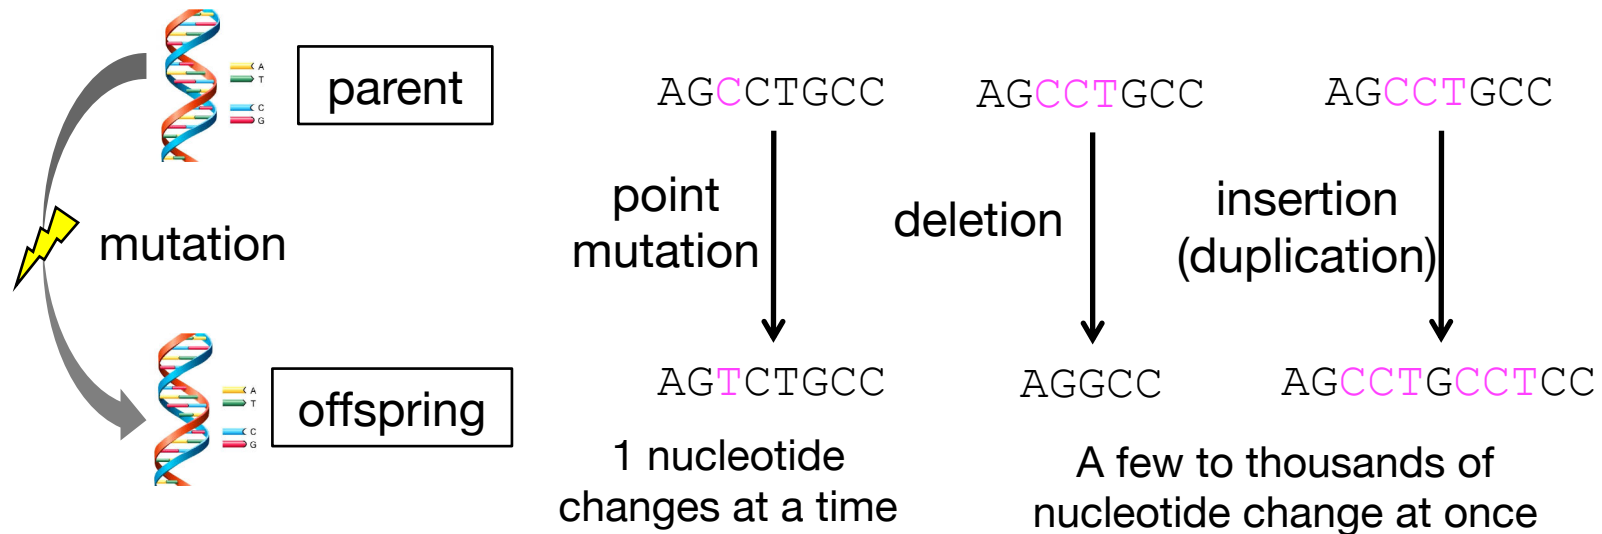 A
T
C
G
parent
mutation
A
T
C
G
offspring
AGCCTGCC
point
mutation
AGTCTGCC
1 nucleotide
changes at a time
AGCCTGCC
deletion
AGGCC
AGCCTGCC
insertion
(duplication)
AGCCTGCCTCC
A few to thousands of
nucleotide change at once